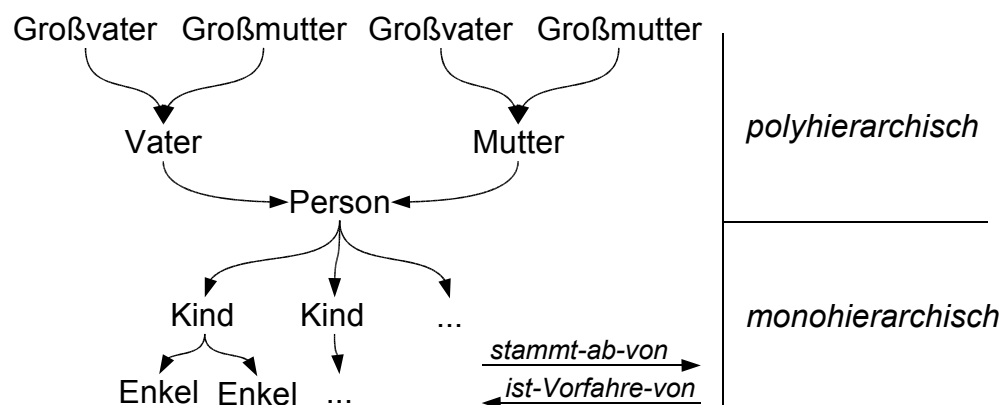 Großvater Großmutter Großvater Großmutter
polyhierarchisch
Vater Mutter
Person
Kind Kind ...
monohierarchisch
stammt-ab-von
Enkel Enkel ...
ist-Vorfahre-von